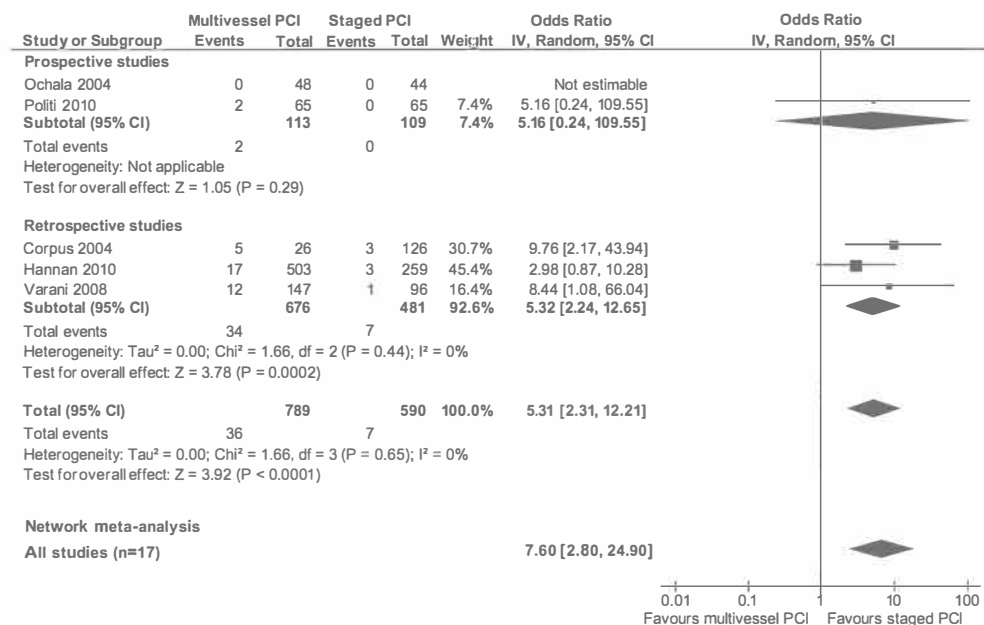 Multivessel PCI Staged PCI Odds Ratio Odds Ratio
Study or Subgroup Events Total Events Total Weight IV, Random, 95% CI IV, Random, 95% CI
Prospective studies
Ochala 2004 0 48 0 44 Not estimable
Politi 2010 2 65 0 65 7.4% 5.16 [0.24, 109.55]
Subtotal (95% CI) 113 109 7.4% 5.16 [0.24, 109.55]
Total events 2 0
Heterogeneity: Not applicable
Test for overall effect: Z = 1.05 (P = 0.29)
Retrospective studies
Corpus 2004 5 26 3 126 30.7% 9.76 [2.17, 43.94]
Hannan 2010 17 503 3 259 45.4% 2.98 [0.87, 10.28]
Varani 2008 12 147 1 96 16.4% 8.44 [1.08, 66.04]
Subtotal (95% CI) 676 481 92.6% 5.32 [2.24, 12.65]
Total events 34 7
Heterogeneity: Tau² = 0.00; Chi² = 1.66, df = 2 (P = 0.44); I² = 0%
Test for overall effect: Z = 3.78 (P = 0.0002)
Total (95% CI) 789 590 100.0% 5.31 [2.31, 12.21]
Total events 36 7
Heterogeneity: Tau² = 0.00; Chi² = 1.66, df = 3 (P = 0.65); I² = 0%
Test for overall effect: Z = 3.92 (P < 0.0001)
Network meta-analysis
All studies (n=17) 7.60 [2.80, 24.90]
0.01 0.1 1 10 100
Favours multivessel PCI Favours staged PCI